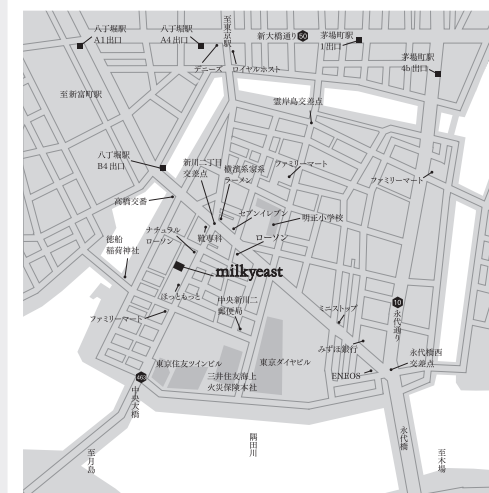 八丁堀駅
A1出口
八丁堀駅
A4出口
至東京駅
新大橋通り
50
茅場町駅
1出口
茅場町駅
4b出口
デニーズ
ロイヤルホスト
至新富町駅
霊岸島交差点
八丁堀駅
B4出口
新川二丁目
交差点
横濱系家系
ラーメン
ファミリーマート
ファミリーマート
高橋交番
セブンイレブン
明正小学校
ナチュラル
ローソン
靴専科
ローソン
徳船
稲荷神社
milkyeast
ほっともっと
中央新川二
郵便局
ミニストップ
10
永代通り
ファミリーマート
みずほ銀行
永代橋西
交差点
東京住友ツインビル
東京ダイヤビル
ENEOS
三井住友海上
火災保険本社
463
中央大橋
隅田川
永代橋
至月島
至木場